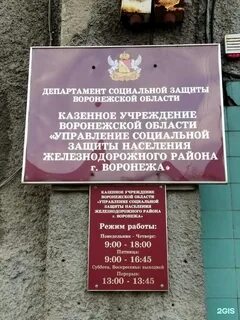 ДЕПАРТАМЕНТ СОЦИАЛЬНОЙ ЗАЩИТЫ
ВОРОНЕЖСКОЙ ОБЛАСТИ
КАЗЕННОЕ УЧРЕЖДЕНИЕ
ВОРОНЕЖСКОЙ ОБЛАСТИ
«УПРАВЛЕНИЕ СОЦИАЛЬНОЙ
ЗАЩИТЫ НАСЕЛЕНИЯ
ЖЕЛЕЗНОДОРОЖНОГО РАЙОНА
г. ВОРОНЕЖА»
КАЗЕННОЕ УЧРЕЖДЕНИЕ
ВОРОНЕЖСКОЙ ОБЛАСТИ
«УПРАВЛЕНИЕ СОЦИАЛЬНОЙ
ЗАЩИТЫ НАСЕЛЕНИЯ
ЖЕЛЕЗНОДОРОЖНОГО РАЙОНА
г. ВОРОНЕЖА»
Режим работы:
Понедельник - Четверг:
9:00 - 18:00
Пятница:
9:00 - 16:45
Суббота, Воскресенье: выходной
Перерыв:
13:00 - 13:45
2GIS